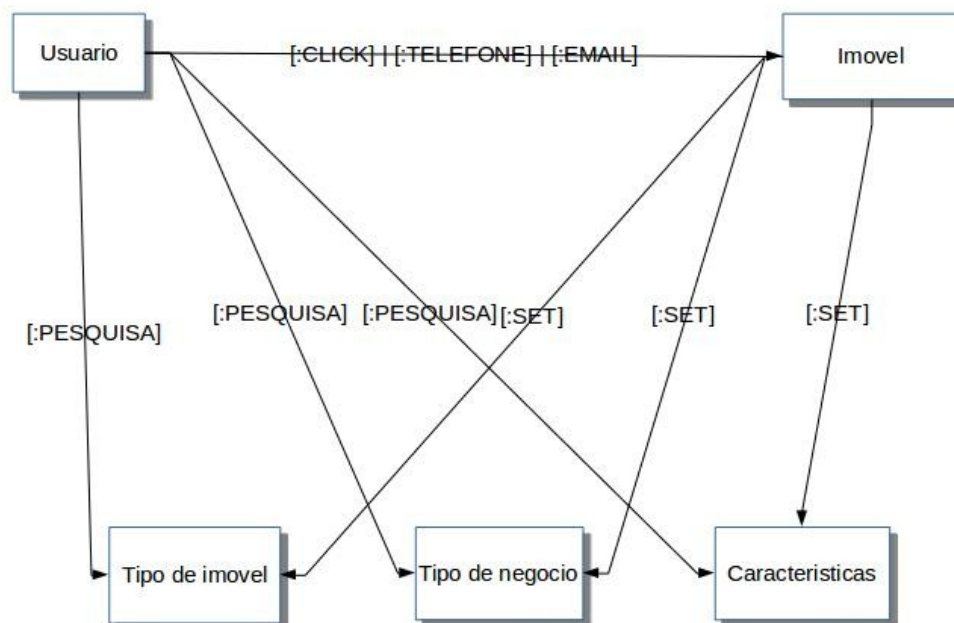 Usuario
[:CLICK] | [:TELEFONE] | [:EMAIL]
Imovel
[:PESQUISA]
[:PESQUISA]
[:PESQUISA]
[:SET]
[:SET]
[:SET]
Tipo de imovel
Tipo de negocio
Caracteristicas